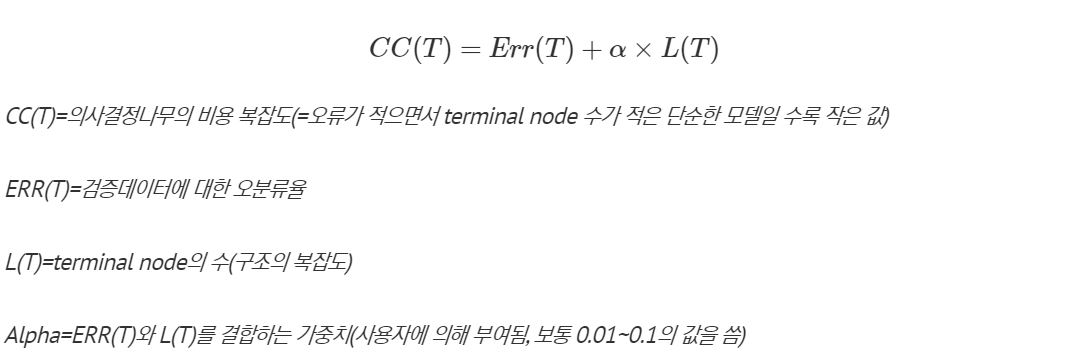 CC(T) = Err(T) + α × L(T)
CC(T)=의사결정나무의 비용 복잡도(=오류가 적으면서 terminal node 수가 적은 단순한 모델일 수록 작은 값)
ERR(T)=검증데이터에 대한 오분류율
L(T)=terminal node의 수(구조의 복잡도)
Alpha=ERR(T)와 L(T)를 결합하는 가중치(사용자에 의해 부여됨, 보통 0.01~0.1의 값을 씀)